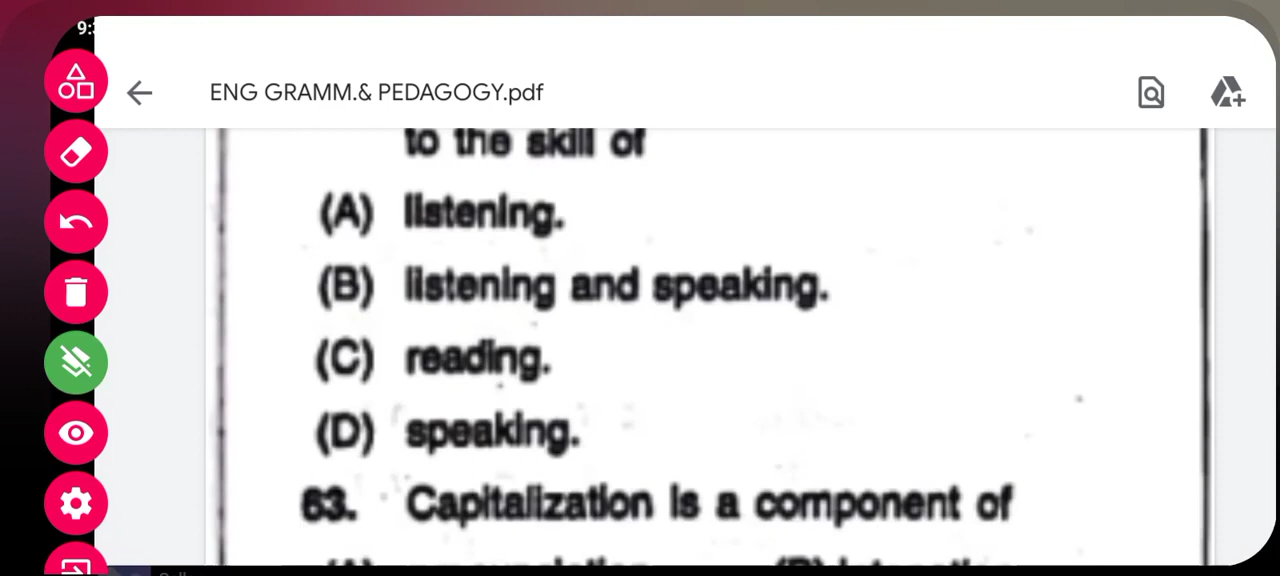 ENG GRAMM.& PEDAGOGY.pdf
to the skill of
(A) listening.
(B) listening and speaking.
(C) reading.
(D) speaking.
63. Capitalization is a component of